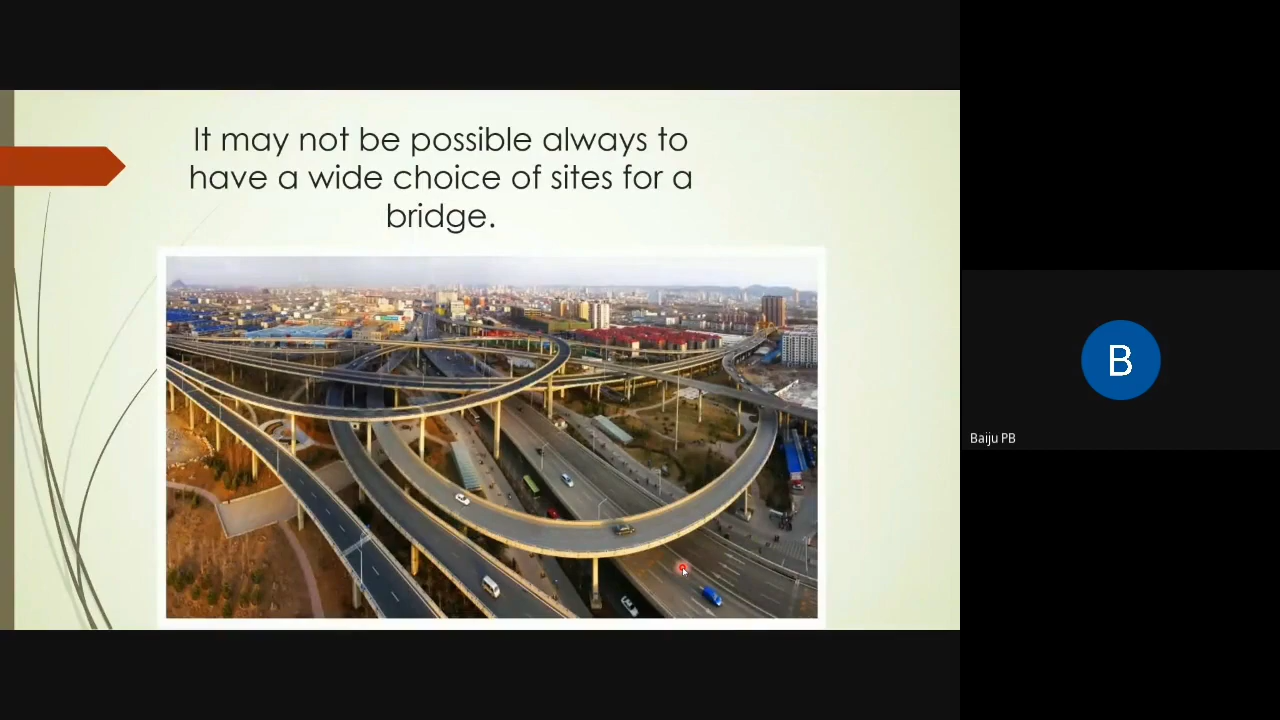 It may not be possible always to
have a wide choice of sites for a
bridge.
B
Baiju PB